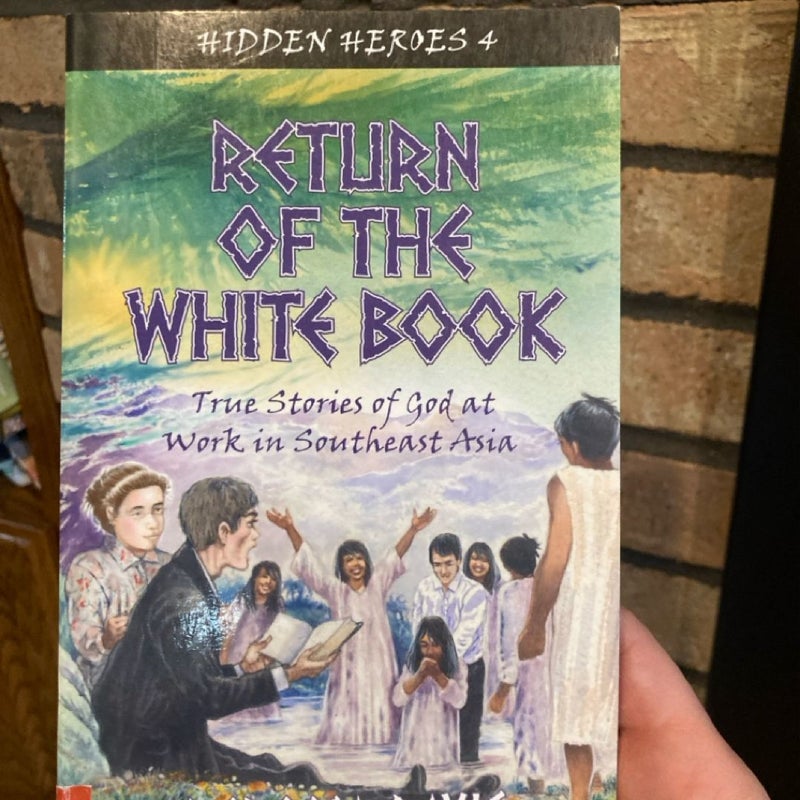 HIDDEN HEROES 4
RETURN
OF THE
WHITE BOOK
True Stories of God at
Work in Southeast Asia